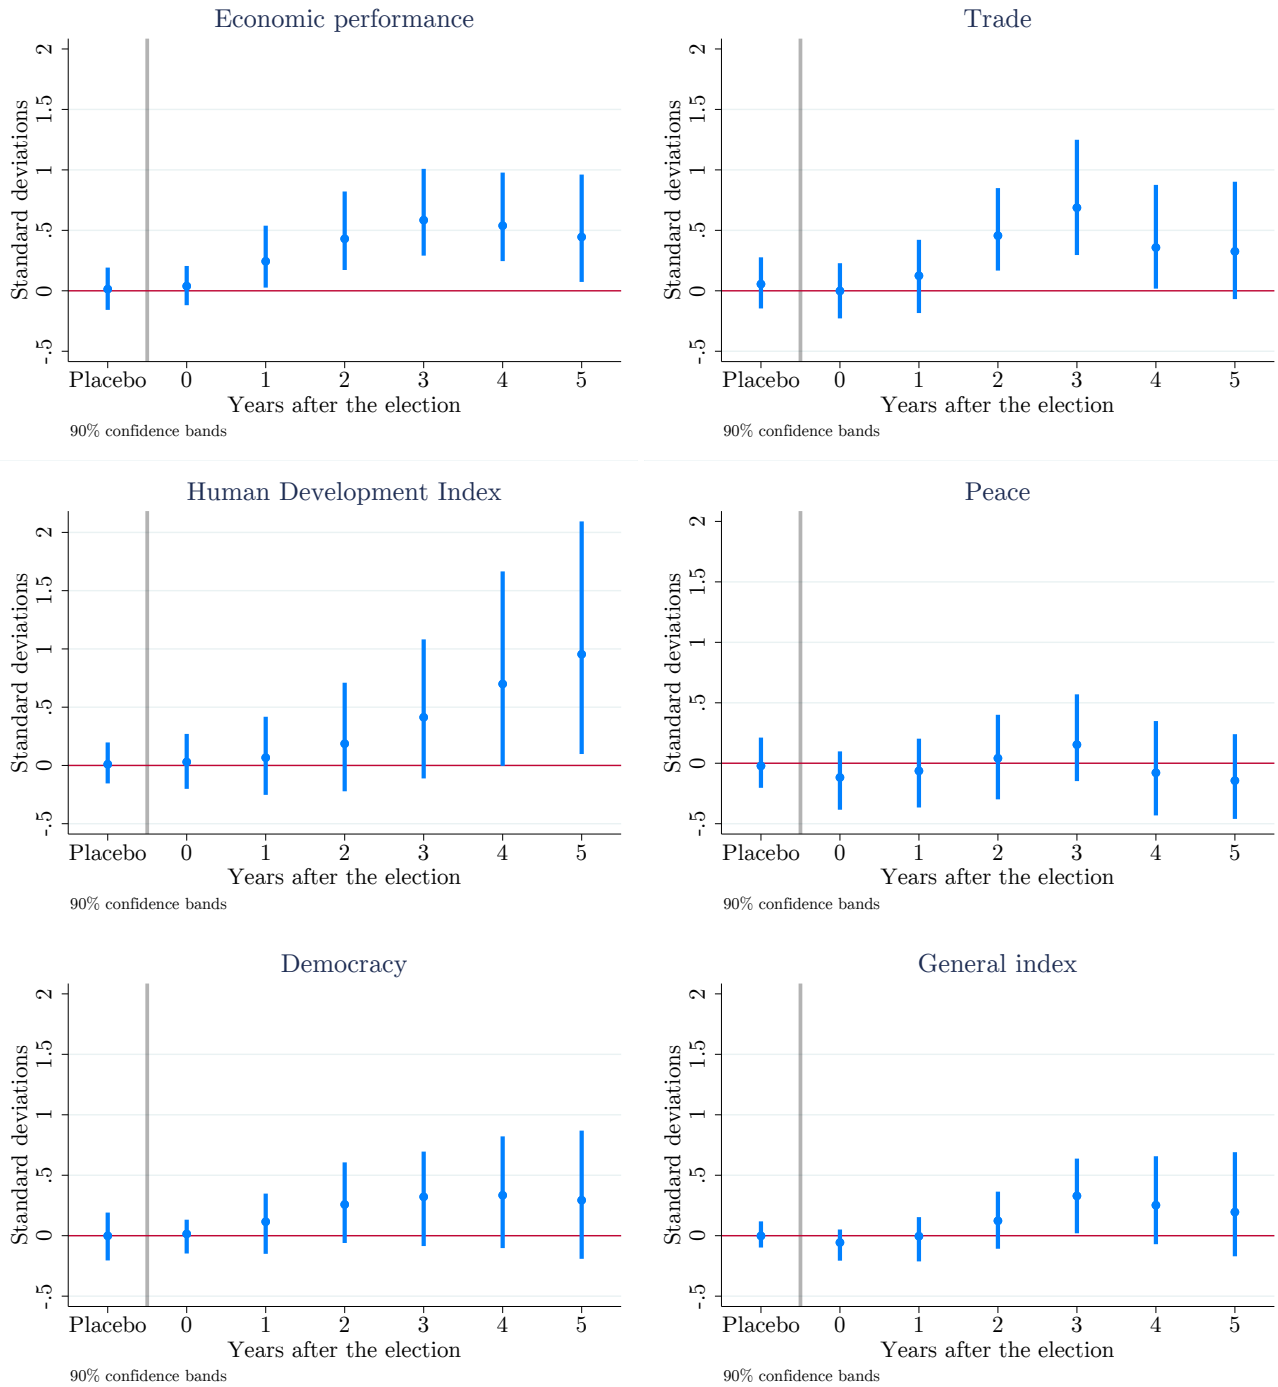 Economic performance
Standard deviations
2
1.5
1
.5
0
-.5
Placebo 0 1 2 3 4 5
Years after the election
90% confidence bands
Trade
Standard deviations
2
1.5
1
.5
0
-.5
Placebo 0 1 2 3 4 5
Years after the election
90% confidence bands
Human Development Index
Standard deviations
2
1.5
1
.5
0
-.5
Placebo 0 1 2 3 4 5
Years after the election
90% confidence bands
Peace
Standard deviations
2
1.5
1
.5
0
-.5
Placebo 0 1 2 3 4 5
Years after the election
90% confidence bands
Democracy
Standard deviations
2
1.5
1
.5
0
-.5
Placebo 0 1 2 3 4 5
Years after the election
90% confidence bands
General index
Standard deviations
2
1.5
1
.5
0
-.5
Placebo 0 1 2 3 4 5
Years after the election
90% confidence bands